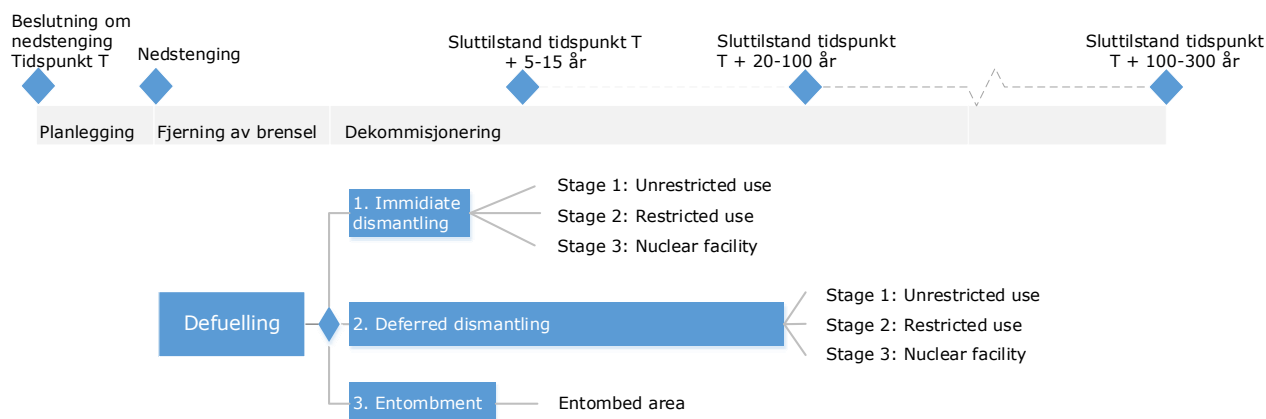 Beslutning om
nedstenging
Tidspunkt T
Nedstenging
Sluttilstand tidspunkt T
+ 5-15 år
Sluttilstand tidspunkt
T + 20-100 år
Sluttilstand tidspunkt
T + 100-300 år
Planlegging
Fjerning av brensel
Dekommisjonering
1. Immidiate
dismantling
Stage 1: Unrestricted use
Stage 2: Restricted use
Stage 3: Nuclear facility
Defuelling
2. Deferred dismantling
Stage 1: Unrestricted use
Stage 2: Restricted use
Stage 3: Nuclear facility
3. Entombment
Entombed area